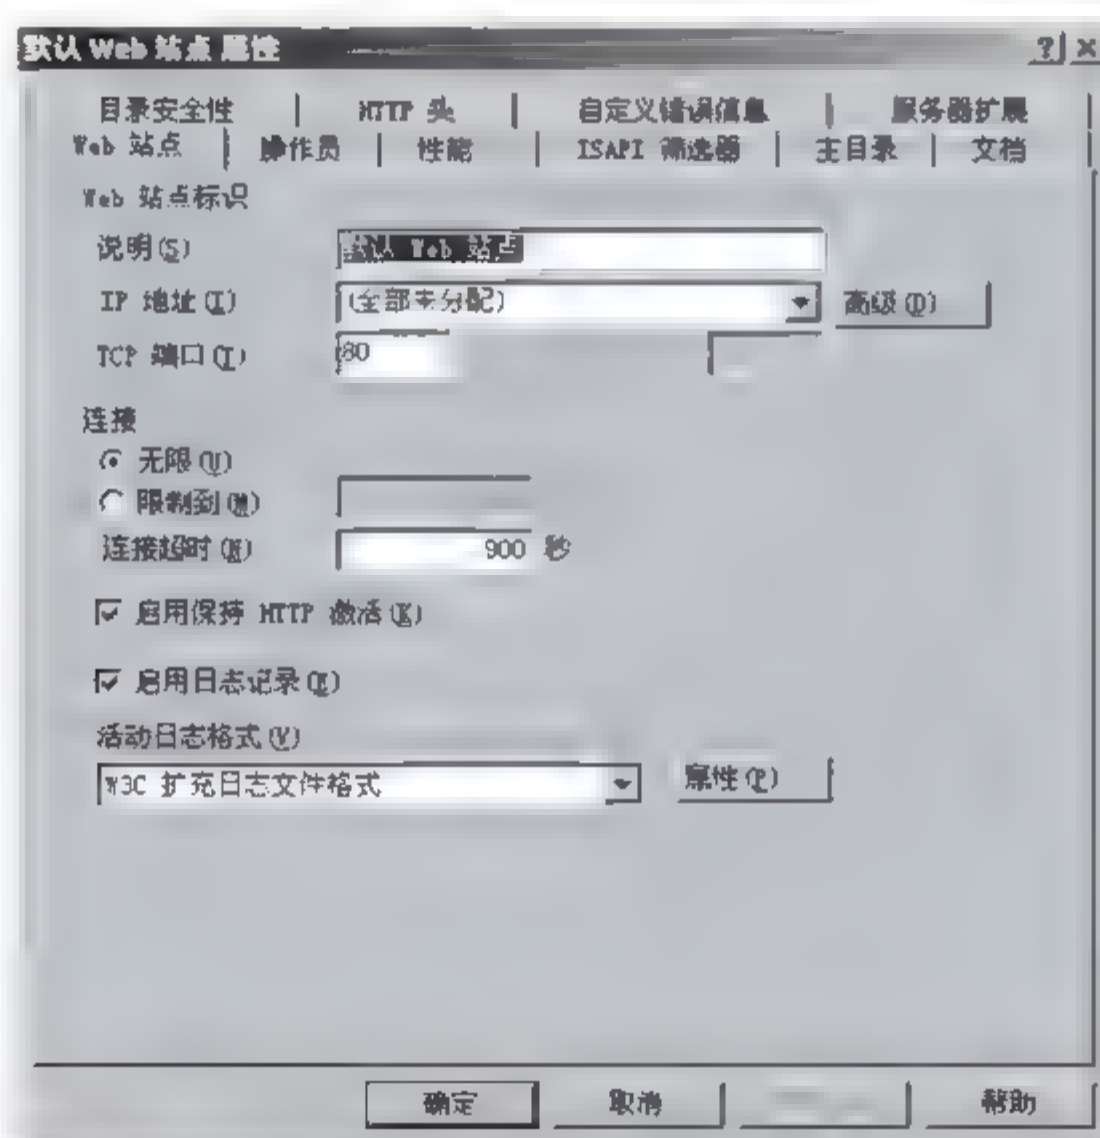 默认 Web 站点 属性
目录安全性 HTTP 头 自定义错误信息 服务器扩展
Web 站点 操作员 性能 ISAPI 筛选器 主目录 文档
Web 站点标识
说明(S) 默认 Web 站点
IP 地址(I) (全部未分配) 高级(D)
TCP 端口(T) 80
连接
无限(U)
限制到(M)
连接超时(N) 900 秒
启用保持 HTTP 激活(K)
启用日志记录(E)
活动日志格式(V)
W3C 扩充日志文件格式 属性(P)
确定 取消 帮助